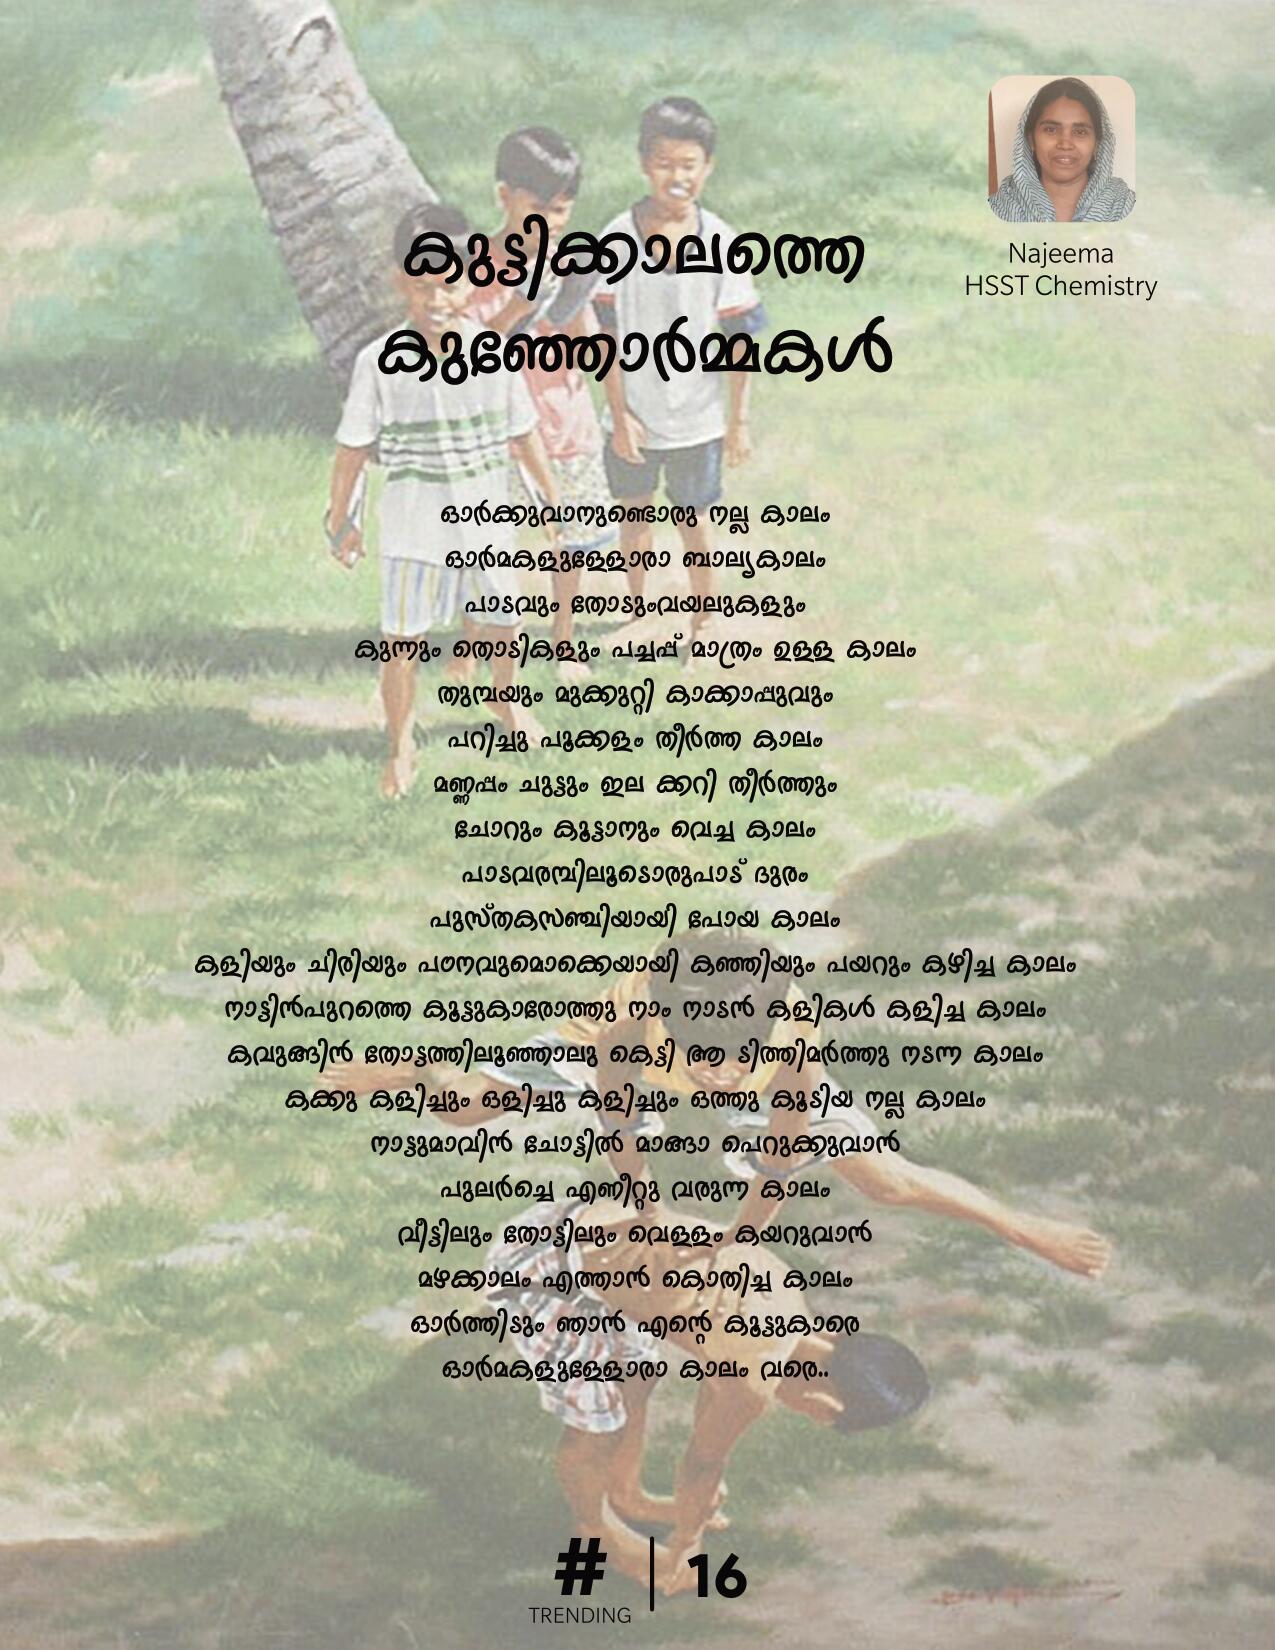 Najeema
HSST Chemistry
കുട്ടിക്കാലത്തെ
കുഞ്ഞോർമ്മകൾ
ഓർക്കുവാനുണ്ടൊരു നല്ല കാലം
ഓർമകളുള്ളോരാ ബാല്യകാലം
പാടവും തോടുംവയലുകളും
കുന്നും തൊടികളും പച്ചപ്പ് മാത്രം ഉള്ള കാലം
തുമ്പയും മുക്കുറ്റി കാക്കാപ്പുവും
പറിച്ചു പൂക്കളം തീർത്ത കാലം
മണ്ണപ്പം ചുട്ടും ഇല ക്കറി തീർത്തും
ചോറും കൂട്ടാനും വെച്ച കാലം
പാടവരമ്പിലൂടൊരുപാട് ദുരം
പുസ്തകസഞ്ചിയായി പോയ കാലം
കളിയും ചിരിയും പഠനവുമൊക്കെയായി കഞ്ഞിയും പയറും കഴിച്ച കാലം
നാട്ടിൻപുറത്തെ കൂട്ടുകാരോത്തു നാം നാടൻ കളികൾ കളിച്ച കാലം
കവുങ്ങിൻ തോട്ടത്തിലൂഞ്ഞാലു കെട്ടി ആ ടിത്തിമർത്തു നടന്ന കാലം
കക്കു കളിച്ചും ഒളിച്ചു കളിച്ചും ഒത്തു കൂടിയ നല്ല കാലം
നാട്ടുമാവിൻ ചോട്ടിൽ മാങ്ങാ പെറുക്കുവാൻ
പുലർച്ചെ എണീറ്റു വരുന്ന കാലം
വീട്ടിലും തോട്ടിലും വെള്ളം കയറുവാൻ
മഴക്കാലം എത്താൻ കൊതിച്ച കാലം
ഓർത്തിടും ഞാൻ എന്റെ കൂട്ടുകാരെ
ഓർമകളുള്ളോരാ കാലം വരെ..
# | 16
TRENDING